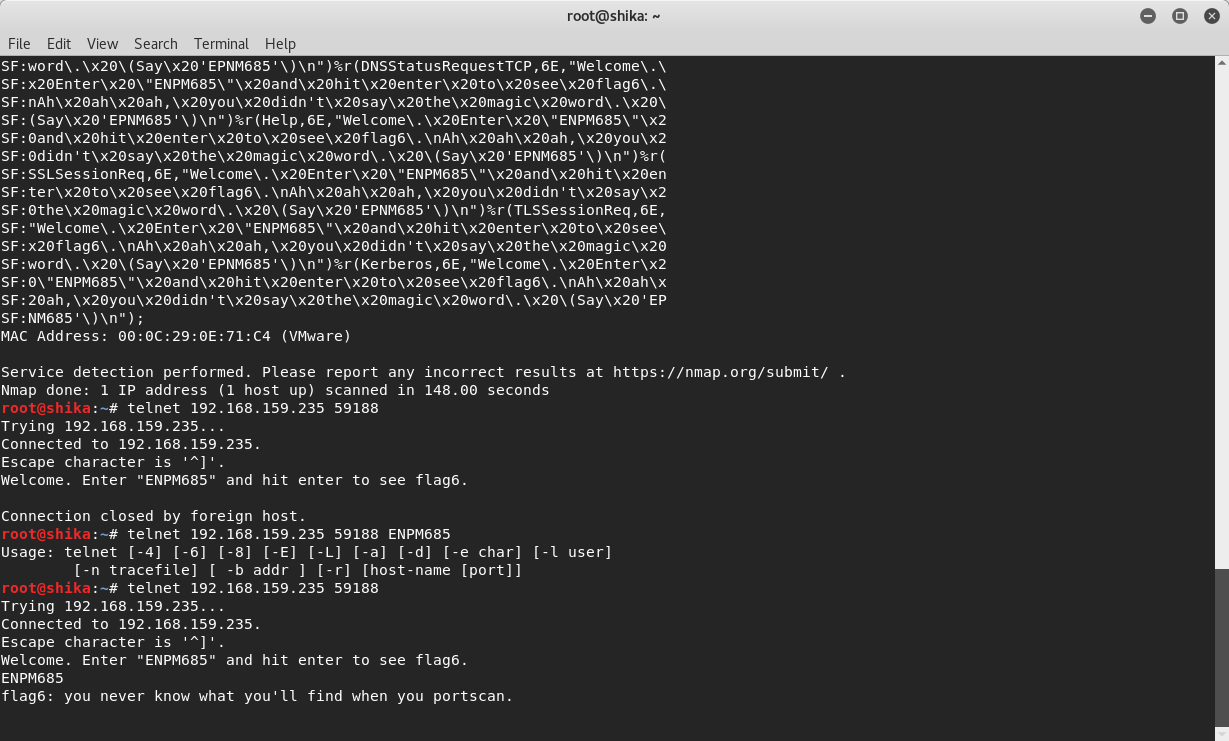 root@shika: ~
File Edit View Search Terminal Help
SF:word\.\x20\(Say\x20'EPNM685'\)\n")%r(DNSStatusRequestTCP,6E,"Welcome\.\
SF:x20Enter\x20\"ENPM685\"\x20and\x20hit\x20enter\x20to\x20see\x20flag6\.\
SF:nAh\x20ah\x20ah,\x20you\x20didn't\x20say\x20the\x20magic\x20word\.\x20\
SF:(Say\x20'EPNM685'\)\n")%r(Help,6E,"Welcome\.\x20Enter\x20\"ENPM685\"\x2
SF:0and\x20hit\x20enter\x20to\x20see\x20flag6\.\nAh\x20ah\x20ah,\x20you\x2
SF:0didn't\x20say\x20the\x20magic\x20word\.\x20\(Say\x20'EPNM685'\)\n")%r(
SF:SSLSessionReq,6E,"Welcome\.\x20Enter\x20\"ENPM685\"\x20and\x20hit\x20en
SF:ter\x20to\x20see\x20flag6\.\nAh\x20ah\x20ah,\x20you\x20didn't\x20say\x2
SF:0the\x20magic\x20word\.\x20\(Say\x20'EPNM685'\)\n")%r(TLSSessionReq,6E,
SF:"Welcome\.\x20Enter\x20\"ENPM685\"\x20and\x20hit\x20enter\x20to\x20see\
SF:x20flag6\.\nAh\x20ah\x20ah,\x20you\x20didn't\x20say\x20the\x20magic\x20
SF:word\.\x20\(Say\x20'EPNM685'\)\n")%r(Kerberos,6E,"Welcome\.\x20Enter\x2
SF:0\"ENPM685\"\x20and\x20hit\x20enter\x20to\x20see\x20flag6\.\nAh\x20ah\x
SF:20ah,\x20you\x20didn't\x20say\x20the\x20magic\x20word\.\x20\(Say\x20'EP
SF:NM685'\)\n");
MAC Address: 00:0C:29:0E:71:C4 (VMware)
Service detection performed. Please report any incorrect results at https://nmap.org/submit/ .
Nmap done: 1 IP address (1 host up) scanned in 148.00 seconds
root@shika:~# telnet 192.168.159.235 59188
Trying 192.168.159.235...
Connected to 192.168.159.235.
Escape character is '^]'.
Welcome. Enter "ENPM685" and hit enter to see flag6.
Connection closed by foreign host.
root@shika:~# telnet 192.168.159.235 59188 ENPM685
Usage: telnet [-4] [-6] [-8] [-E] [-L] [-a] [-d] [-e char] [-l user]
[-n tracefile] [ -b addr ] [-r] [host-name [port]]
root@shika:~# telnet 192.168.159.235 59188
Trying 192.168.159.235...
Connected to 192.168.159.235.
Escape character is '^]'.
Welcome. Enter "ENPM685" and hit enter to see flag6.
ENPM685
flag6: you never know what you'll find when you portscan.